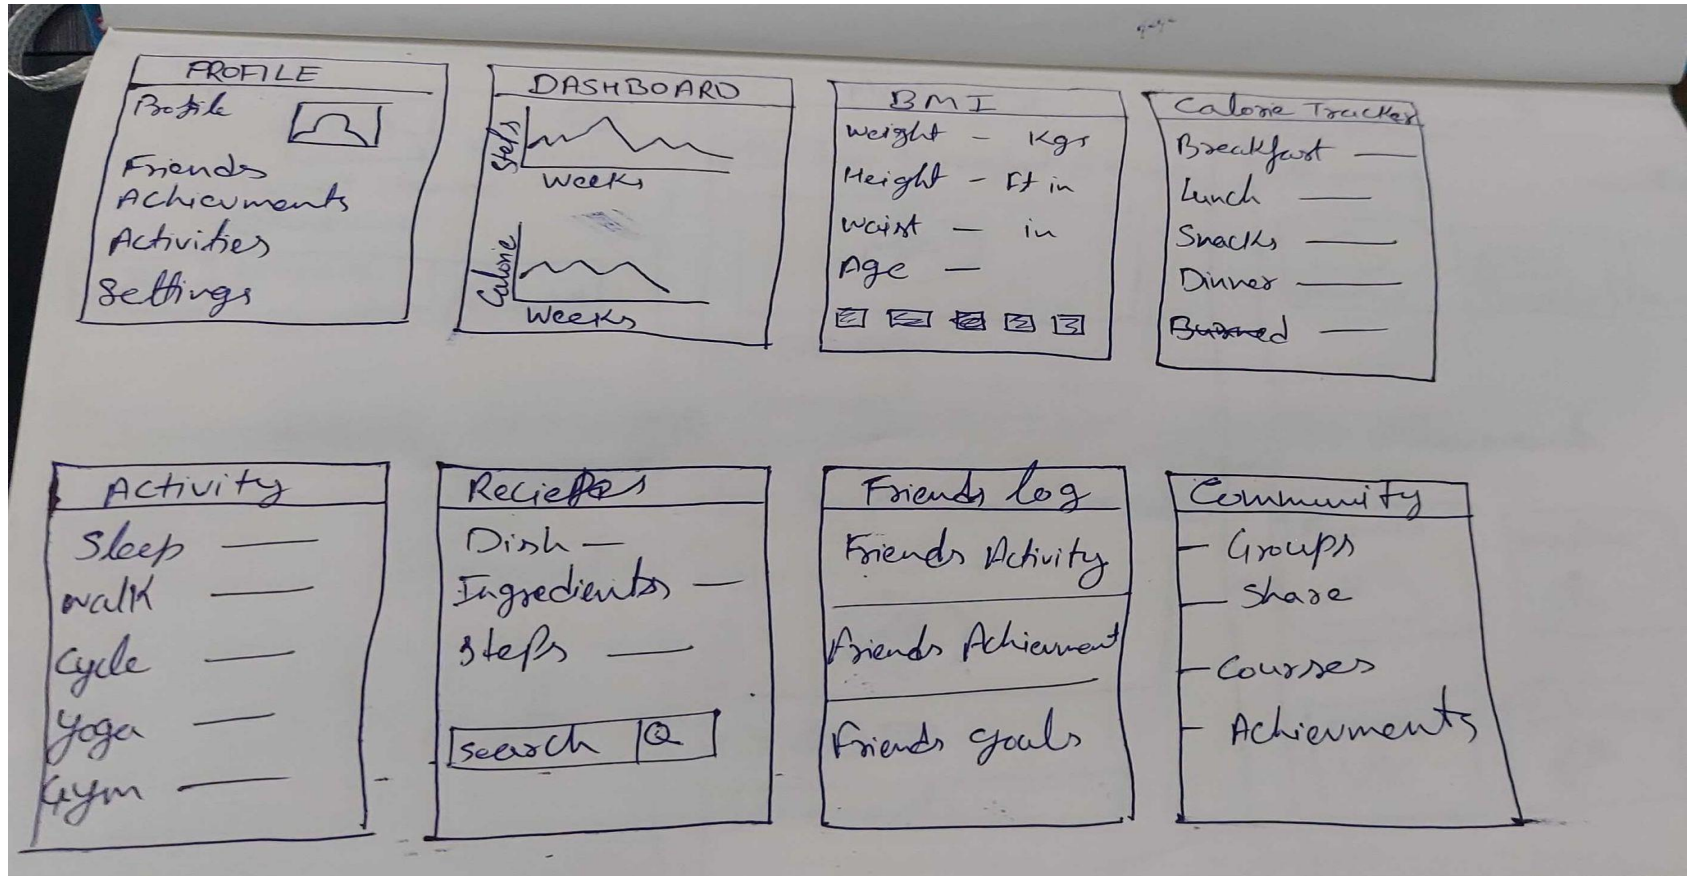 PROFILE
Profile
Friends
Achievments
Activities
Settings
DASHBOARD
Steps
Weeks
Calorie
Weeks
BMI
Weight - Kgs
Height - Ft in
Waist - in
Age -
Calorie Tracker
Breakfast
Lunch
Snacks
Dinner
Burned
Activity
Sleep
Walk
Cycle
Yoga
Gym
Reciepes
Dish -
Ingredients -
Steps
Search
Friends log
Friends Activity
Friends Achievment
Friends goals
Community
- Groups
- Share
- Courses
- Achievments